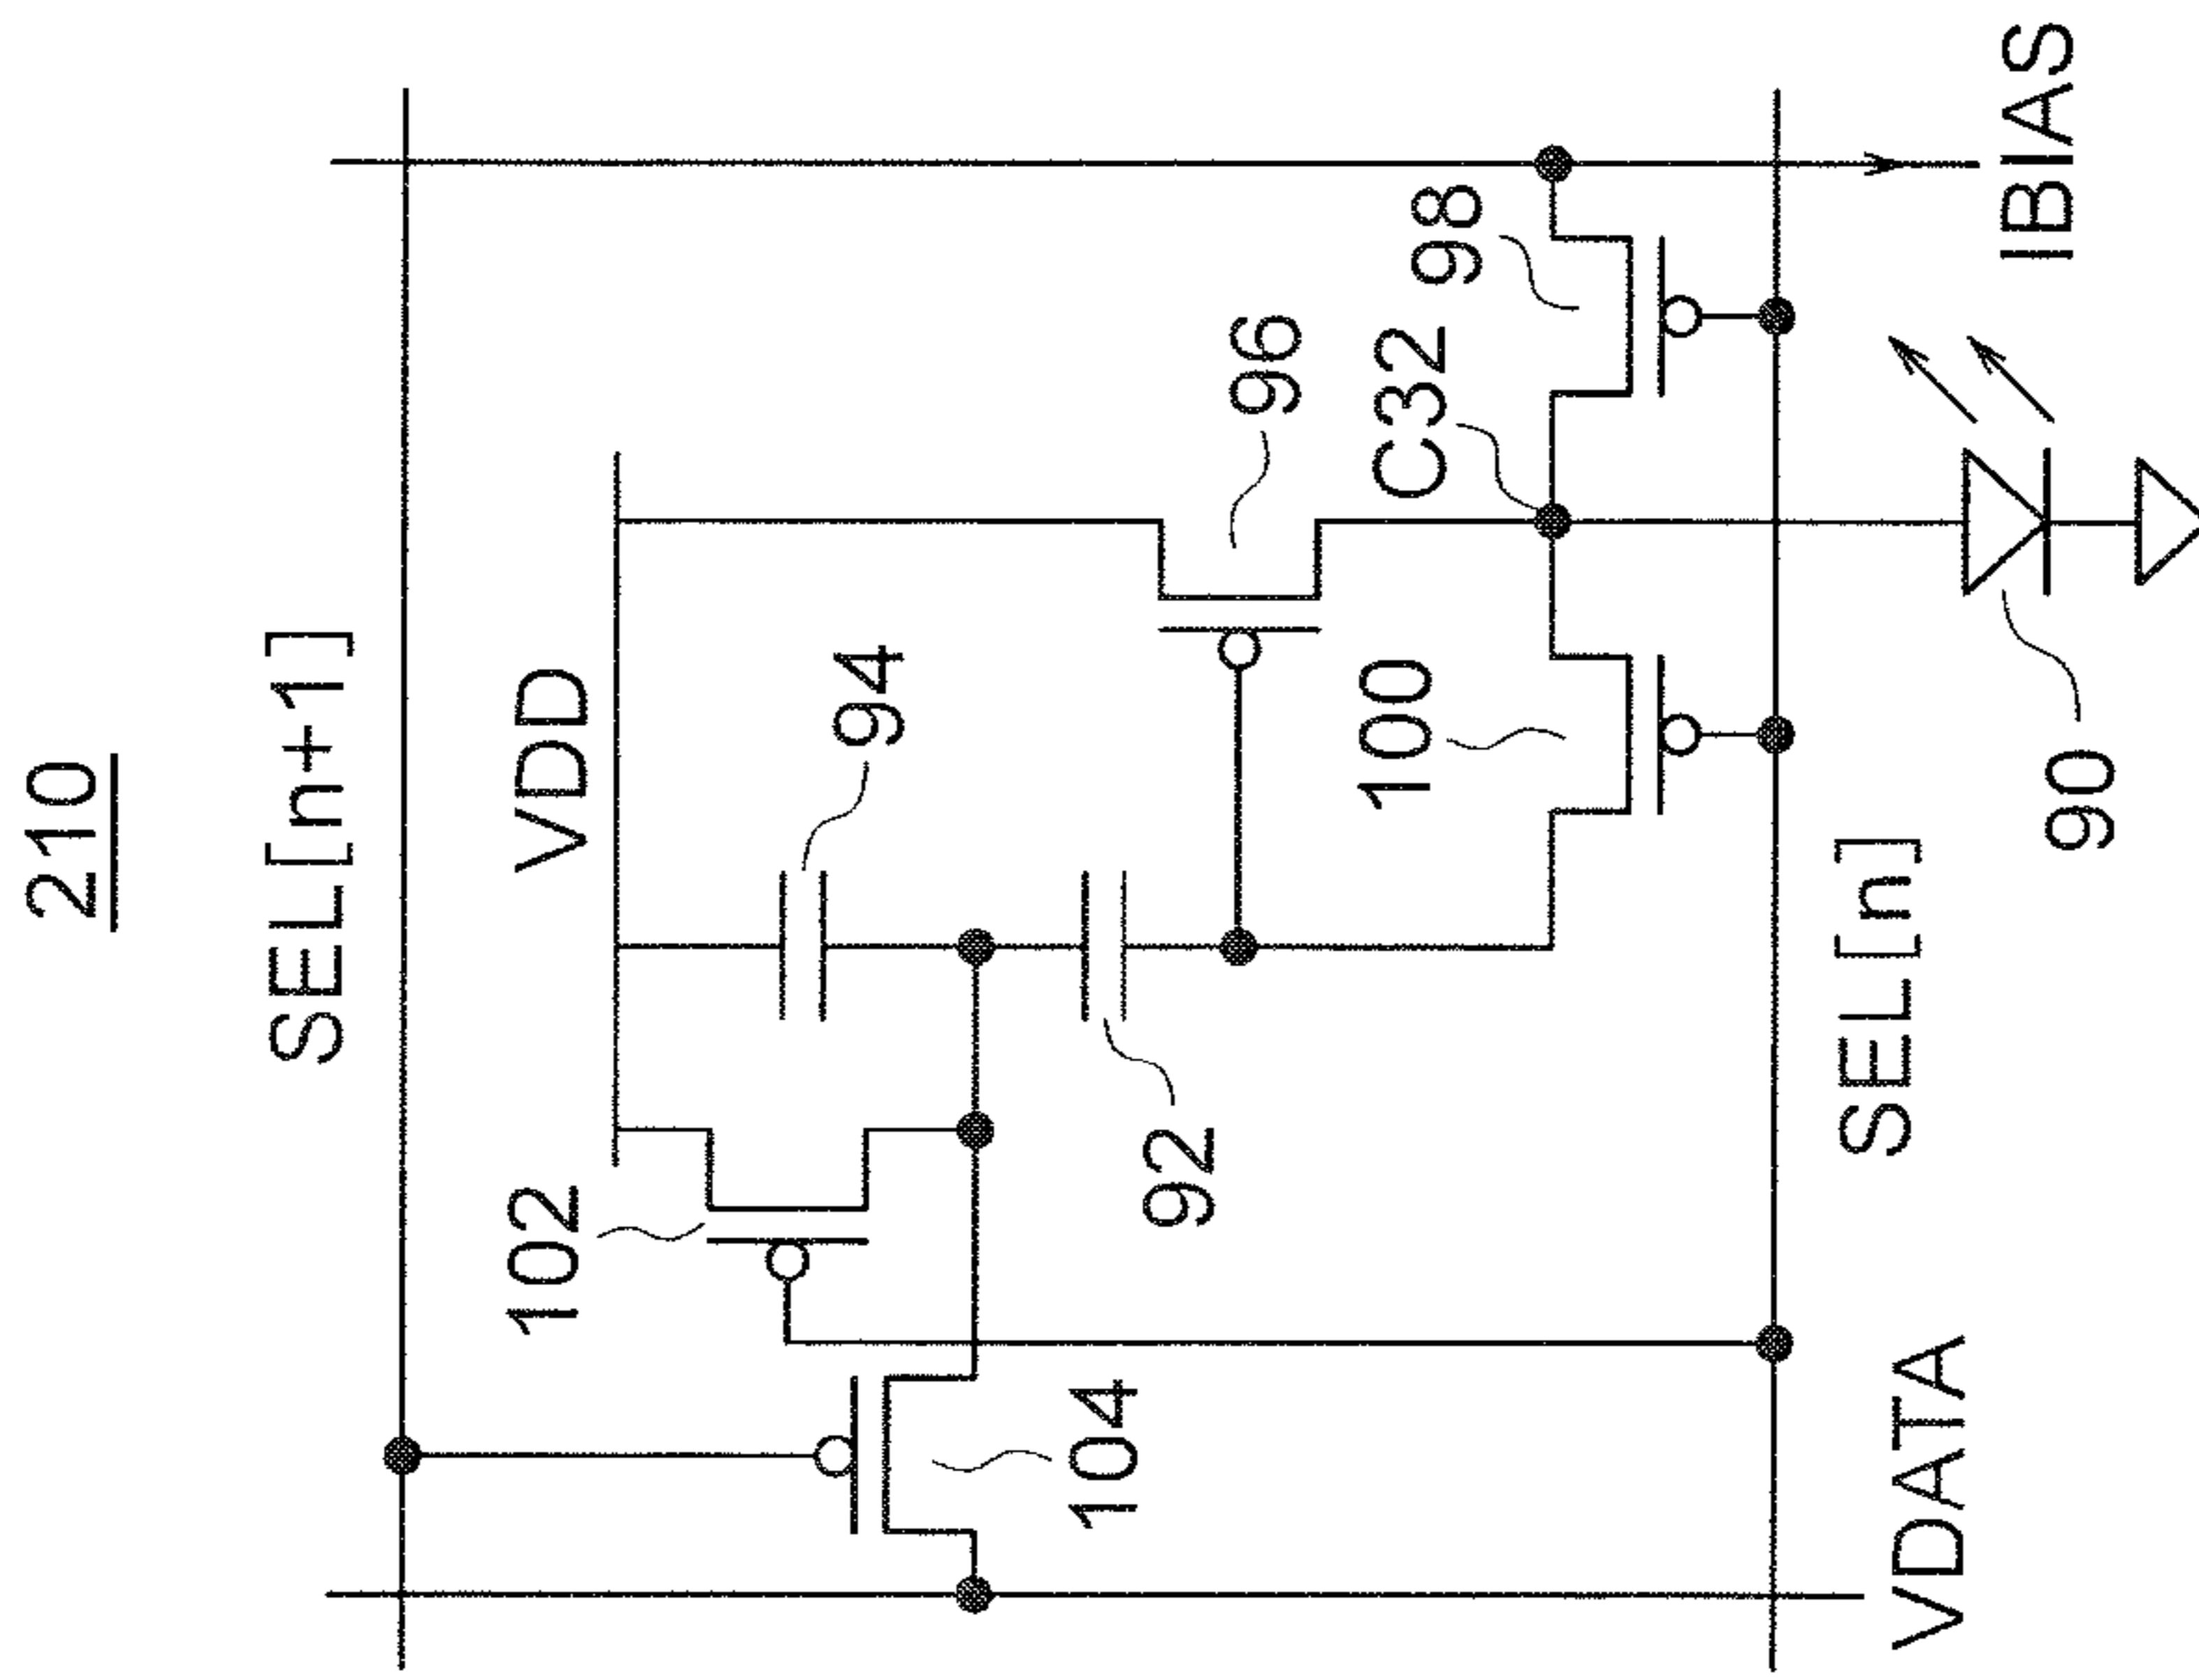 210
SEL[n+1]
VDD
102
94
96
104
92
100
C32
98
SEL[n]
VDATA
90
IBIAS